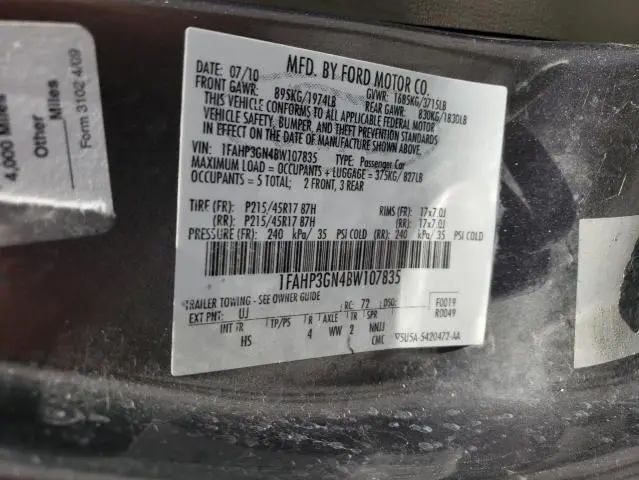 4,000 Miles
Other
Miles
Form 3102 4/09
MFD. BY FORD MOTOR CO.
DATE: 07/10
FRONT GAWR: 895KG/1974LB
GVWR: 1685KG/3715LB
REAR GAWR: 830KG/1830LB
THIS VEHICLE CONFORMS TO ALL APPLICABLE FEDERAL MOTOR
VEHICLE SAFETY, BUMPER, AND THEFT PREVENTION STANDARDS
IN EFFECT ON THE DATE OF MANUFACTURE SHOWN ABOVE.
VIN: 1FAHP3GN4BW107835 TYPE: Passenger Car
MAXIMUM LOAD = OCCUPANTS + LUGGAGE = 375KG/ 827LB
OCCUPANTS = 5 TOTAL; 2 FRONT, 3 REAR
TIRE (FR): P215/45R17 87H RIMS (FR): 17x7.0J
(RR): P215/45R17 87H (RR): 17x7.0J
PRESSURE (FR): 240 kPa/ 35 PSI COLD (RR): 240 kPa/ 35 PSI COLD
1FAHP3GN4BW107835
TRAILER TOWING - SEE OWNER GUIDE RC: 72 DSO: F0019
EXT PNT: UJ R0049
INT TR TP/PS R AXLE TR SPR
HS 4 WW 2 NNJJ
CMC 5U5A-5420472-AA